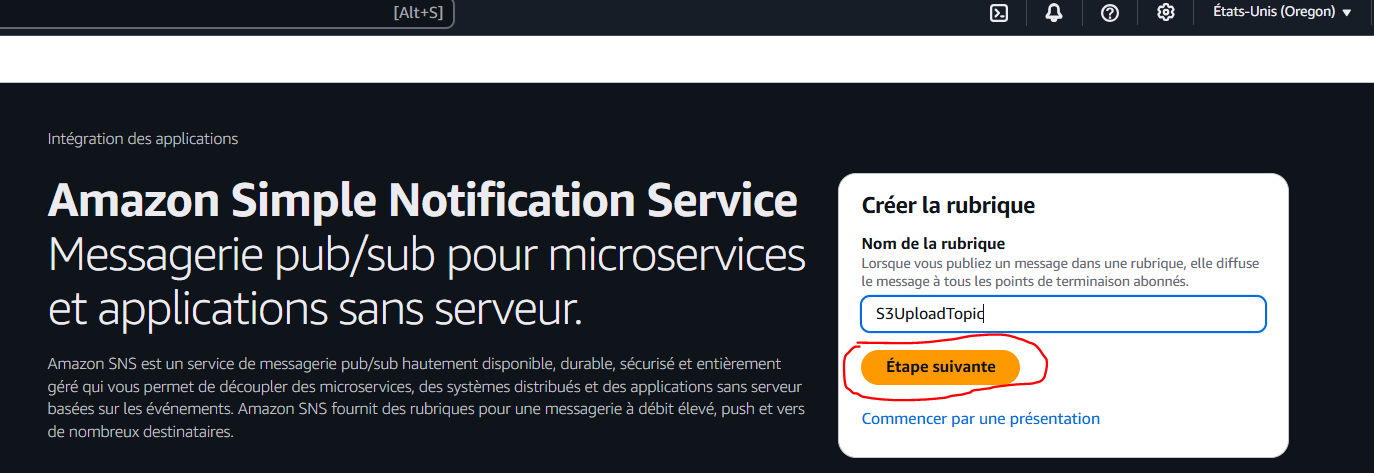 [Alt+S]
États-Unis (Oregon)
Intégration des applications
Amazon Simple Notification Service
Messagerie pub/sub pour microservices
et applications sans serveur.
Amazon SNS est un service de messagerie pub/sub hautement disponible, durable, sécurisé et entièrement
géré qui vous permet de découpler des microservices, des systèmes distribués et des applications sans serveur
basées sur les événements. Amazon SNS fournit des rubriques pour une messagerie à débit élevé, push et vers
de nombreux destinataires.
Créer la rubrique
Nom de la rubrique
Lorsque vous publiez un message dans une rubrique, elle diffuse
le message à tous les points de terminaison abonnés.
S3UploadTopic
Étape suivante
Commencer par une présentation